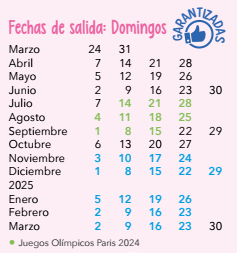 Fechas de salida: Domingos
GARANTIZADAS
Marzo 24 31
Abril 7 14 21 28
Mayo 5 12 19 26
Junio 2 9 16 23 30
Julio 7 14 21 28
Agosto 4 11 18 25
Septiembre 1 8 15 22 29
Octubre 6 13 20 27
Noviembre 3 10 17 24
Diciembre 1 8 15 22 29
2025
Enero 5 12 19 26
Febrero 2 9 16 23
Marzo 2 9 16 23 30
• Juegos Olímpicos Paris 2024